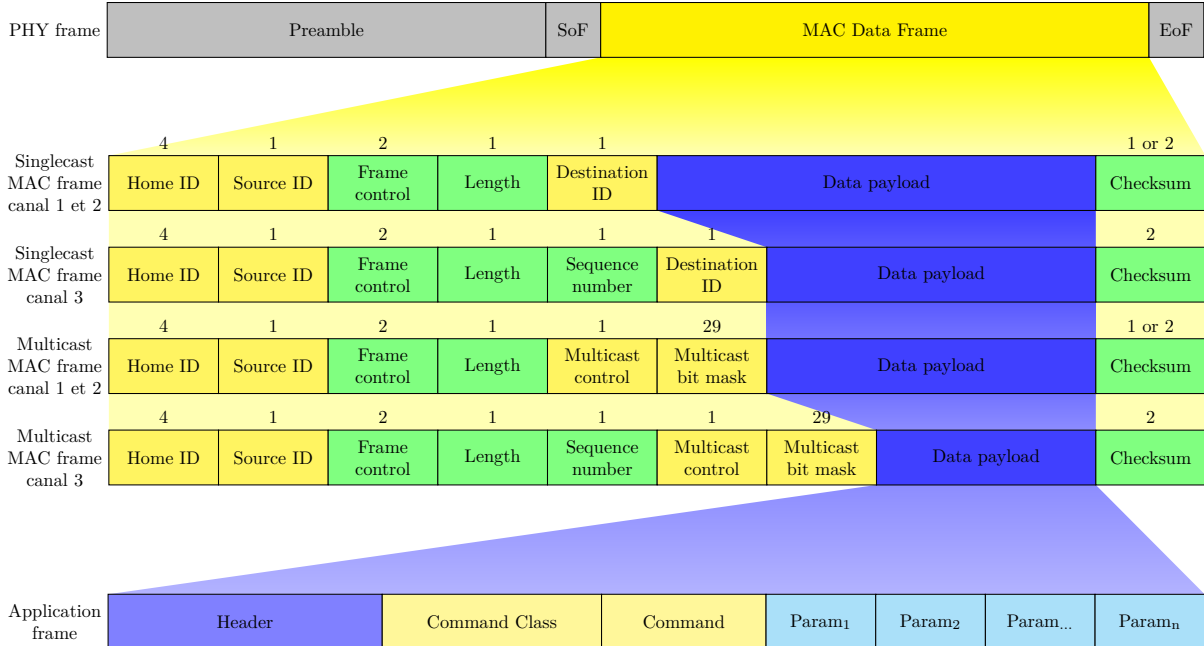 PHY frame Preamble SoF MAC Data Frame EoF
4 1 2 1 1 1 or 2
Singlecast
MAC frame
canal 1 et 2
Home ID Source ID Frame
control Length Destination
ID Data payload Checksum
4 1 2 1 1 1 2
Singlecast
MAC frame
canal 3
Home ID Source ID Frame
control Length Sequence
number Destination
ID Data payload Checksum
4 1 2 1 1 29 1 or 2
Multicast
MAC frame
canal 1 et 2
Home ID Source ID Frame
control Length Multicast
control Multicast
bit mask Data payload Checksum
4 1 2 1 1 1 29 2
Multicast
MAC frame
canal 3
Home ID Source ID Frame
control Length Sequence
number Multicast
control Multicast
bit mask Data payload Checksum
Application
frame
Header Command Class Command Param₁ Param₂ Param... Paramₙ